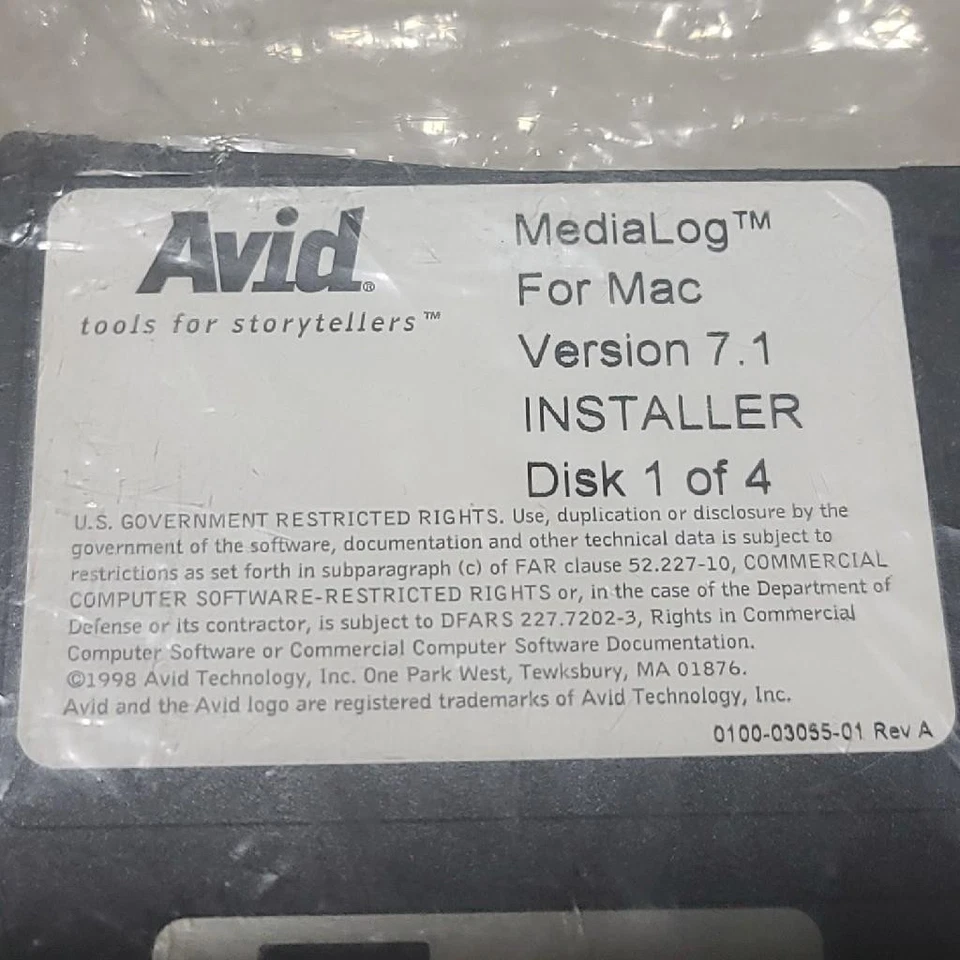 Avid®
tools for storytellers™
MediaLog™
For Mac
Version 7.1
INSTALLER
Disk 1 of 4
U.S. GOVERNMENT RESTRICTED RIGHTS. Use, duplication or disclosure by the
government of the software, documentation and other technical data is subject to
restrictions as set forth in subparagraph (c) of FAR clause 52.227-10, COMMERCIAL
COMPUTER SOFTWARE-RESTRICTED RIGHTS or, in the case of the Department of
Defense or its contractor, is subject to DFARS 227.7202-3, Rights in Commercial
Computer Software or Commercial Computer Software Documentation.
©1998 Avid Technology, Inc. One Park West, Tewksbury, MA 01876.
Avid and the Avid logo are registered trademarks of Avid Technology, Inc.
0100-03055-01 Rev A